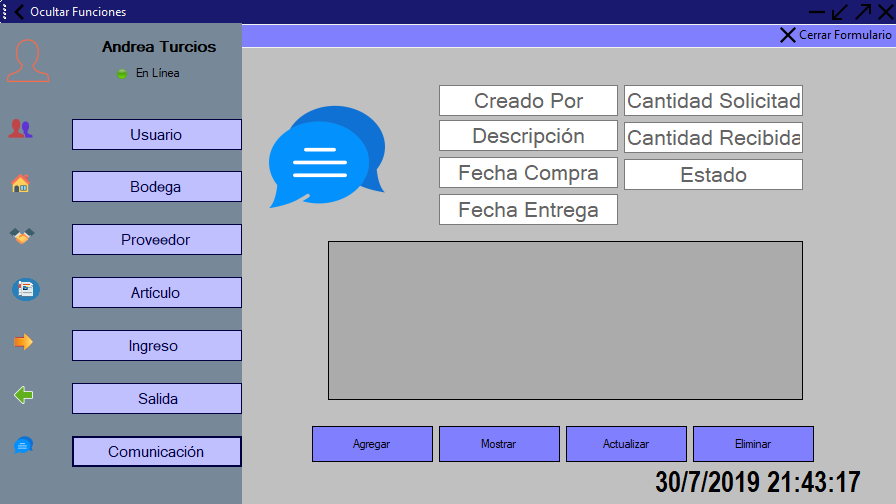 Ocultar Funciones
Cerrar Formulario
Andrea Turcios
En Línea
Usuario
Bodega
Proveedor
Artículo
Ingreso
Salida
Comunicación
Creado Por
Cantidad Solicitad
Descripción
Cantidad Recibida
Fecha Compra
Estado
Fecha Entrega
Agregar
Mostrar
Actualizar
Eliminar
30/7/2019 21:43:17